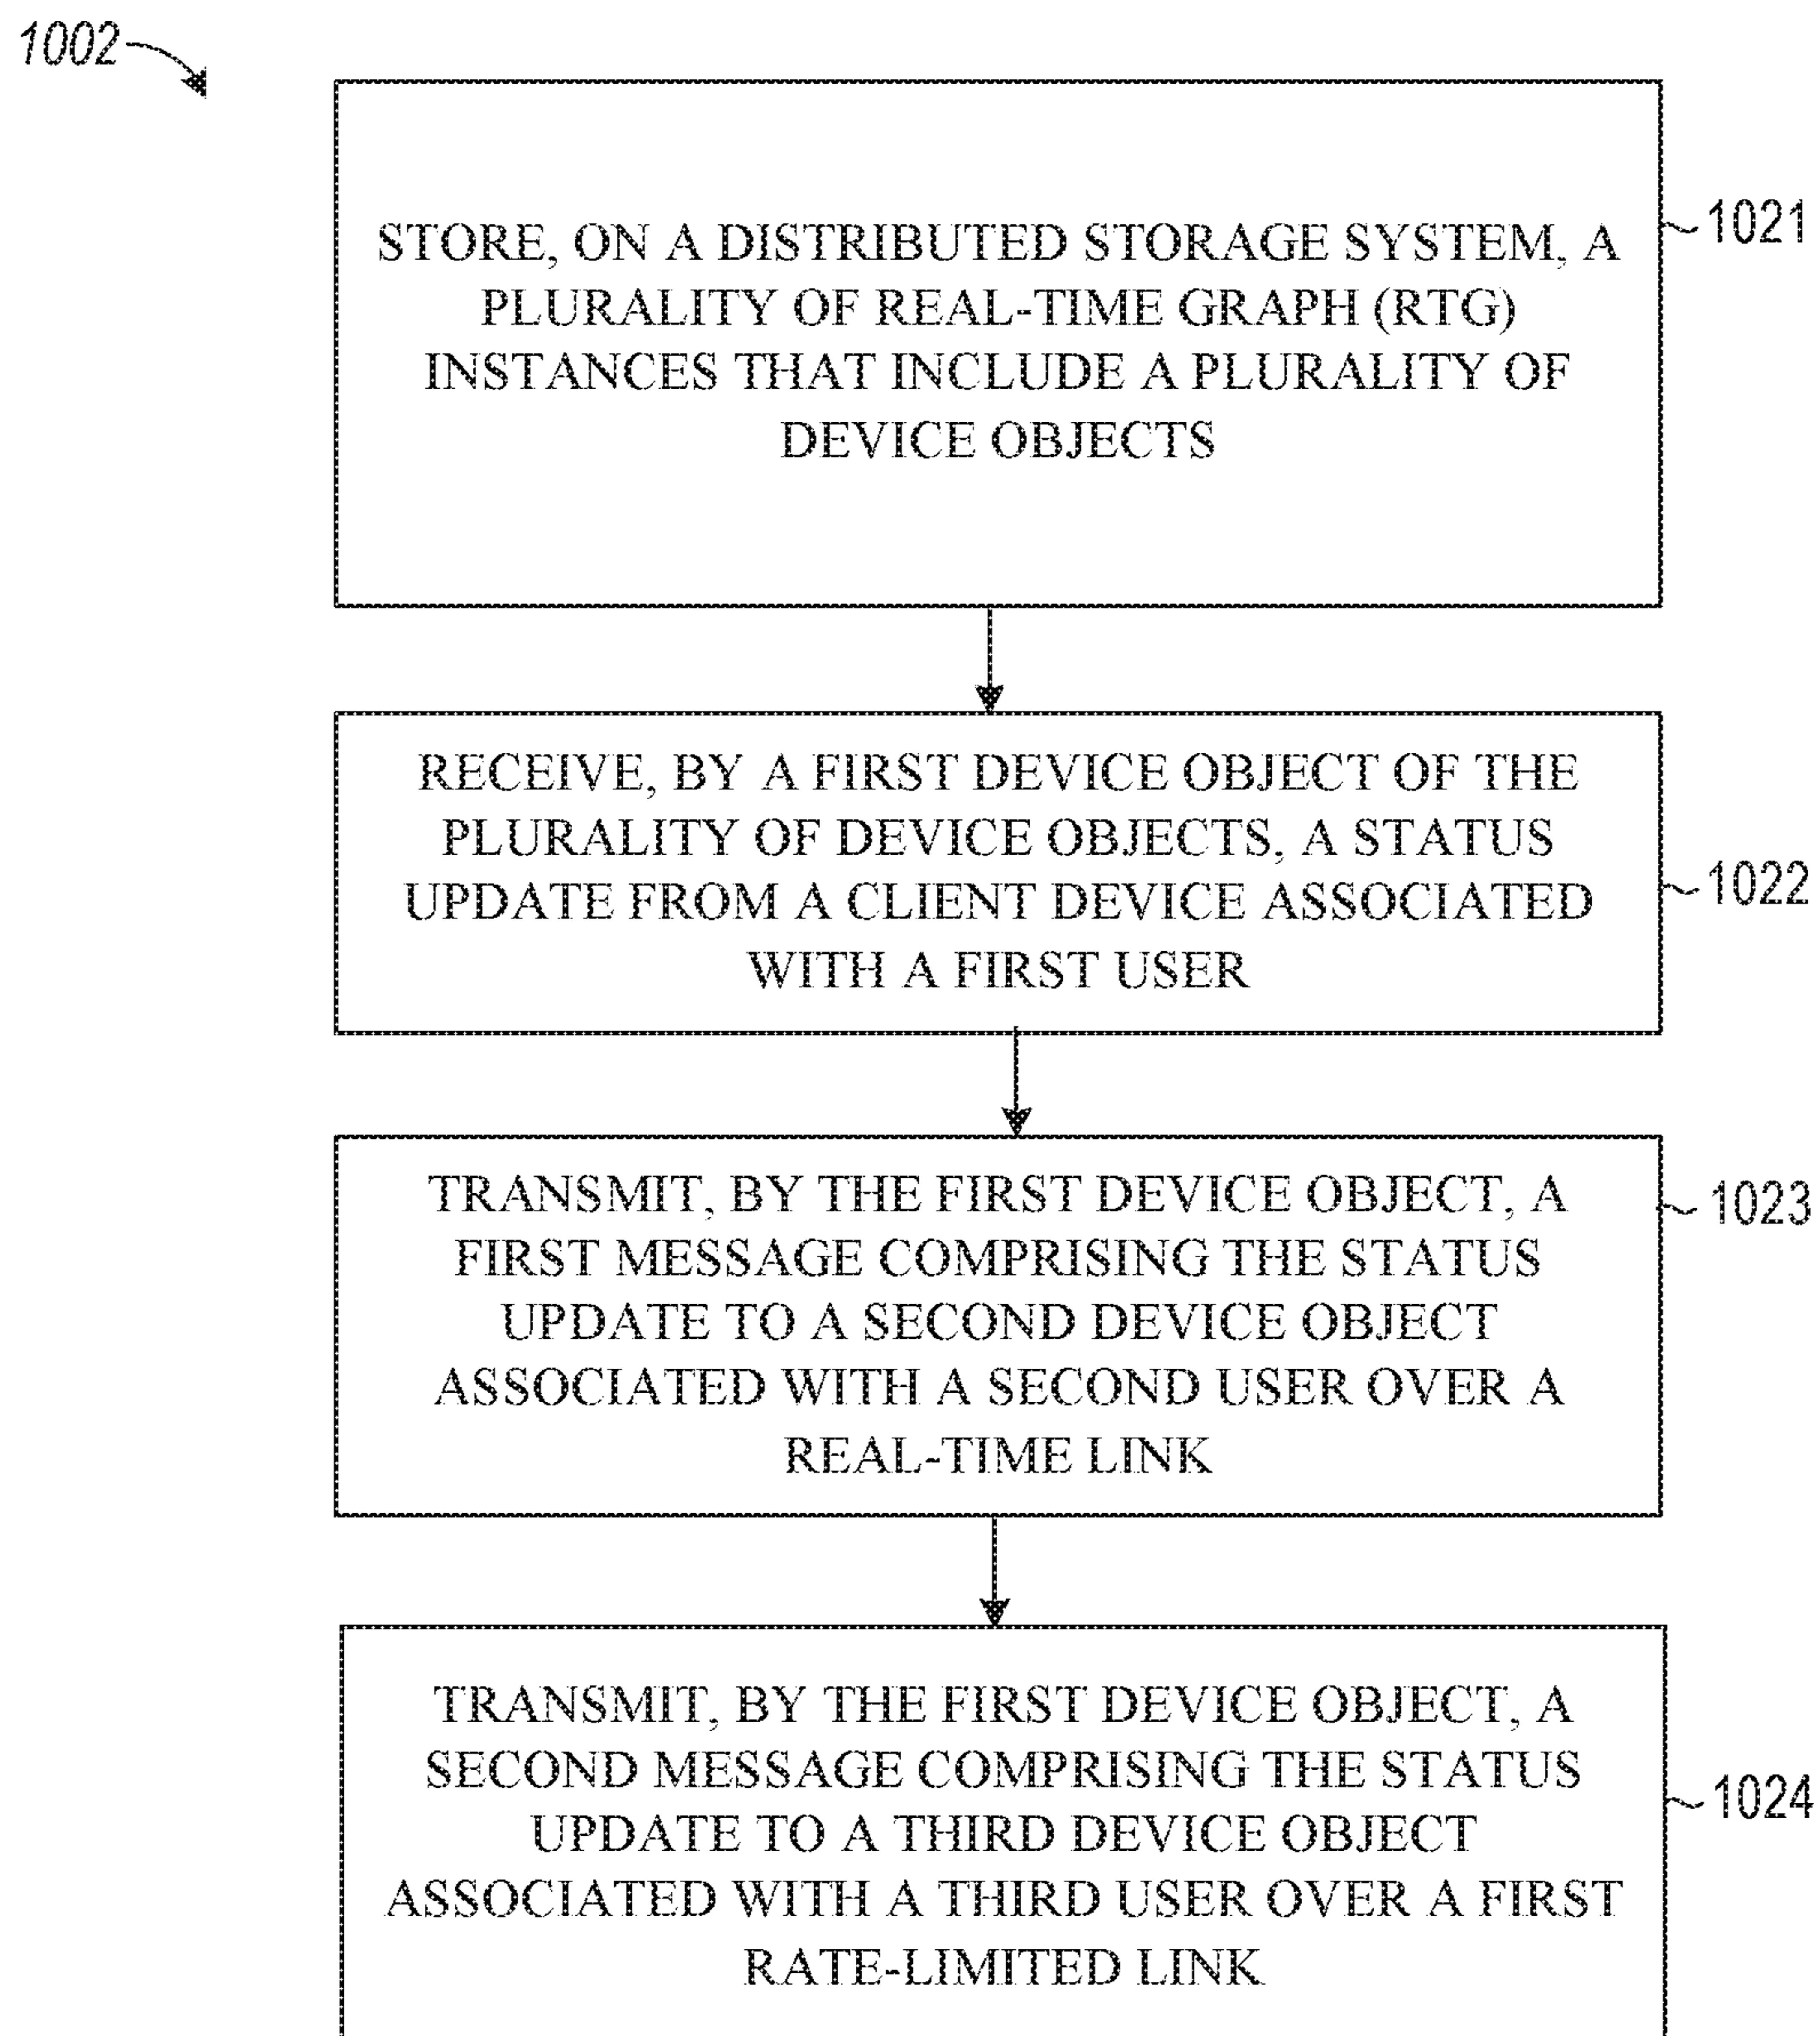 1002
STORE, ON A DISTRIBUTED STORAGE SYSTEM, A
PLURALITY OF REAL-TIME GRAPH (RTG)
INSTANCES THAT INCLUDE A PLURALITY OF
DEVICE OBJECTS
1021
RECEIVE, BY A FIRST DEVICE OBJECT OF THE
PLURALITY OF DEVICE OBJECTS, A STATUS
UPDATE FROM A CLIENT DEVICE ASSOCIATED
WITH A FIRST USER
1022
TRANSMIT, BY THE FIRST DEVICE OBJECT, A
FIRST MESSAGE COMPRISING THE STATUS
UPDATE TO A SECOND DEVICE OBJECT
ASSOCIATED WITH A SECOND USER OVER A
REAL-TIME LINK
1023
TRANSMIT, BY THE FIRST DEVICE OBJECT, A
SECOND MESSAGE COMPRISING THE STATUS
UPDATE TO A THIRD DEVICE OBJECT
ASSOCIATED WITH A THIRD USER OVER A FIRST
RATE-LIMITED LINK
1024